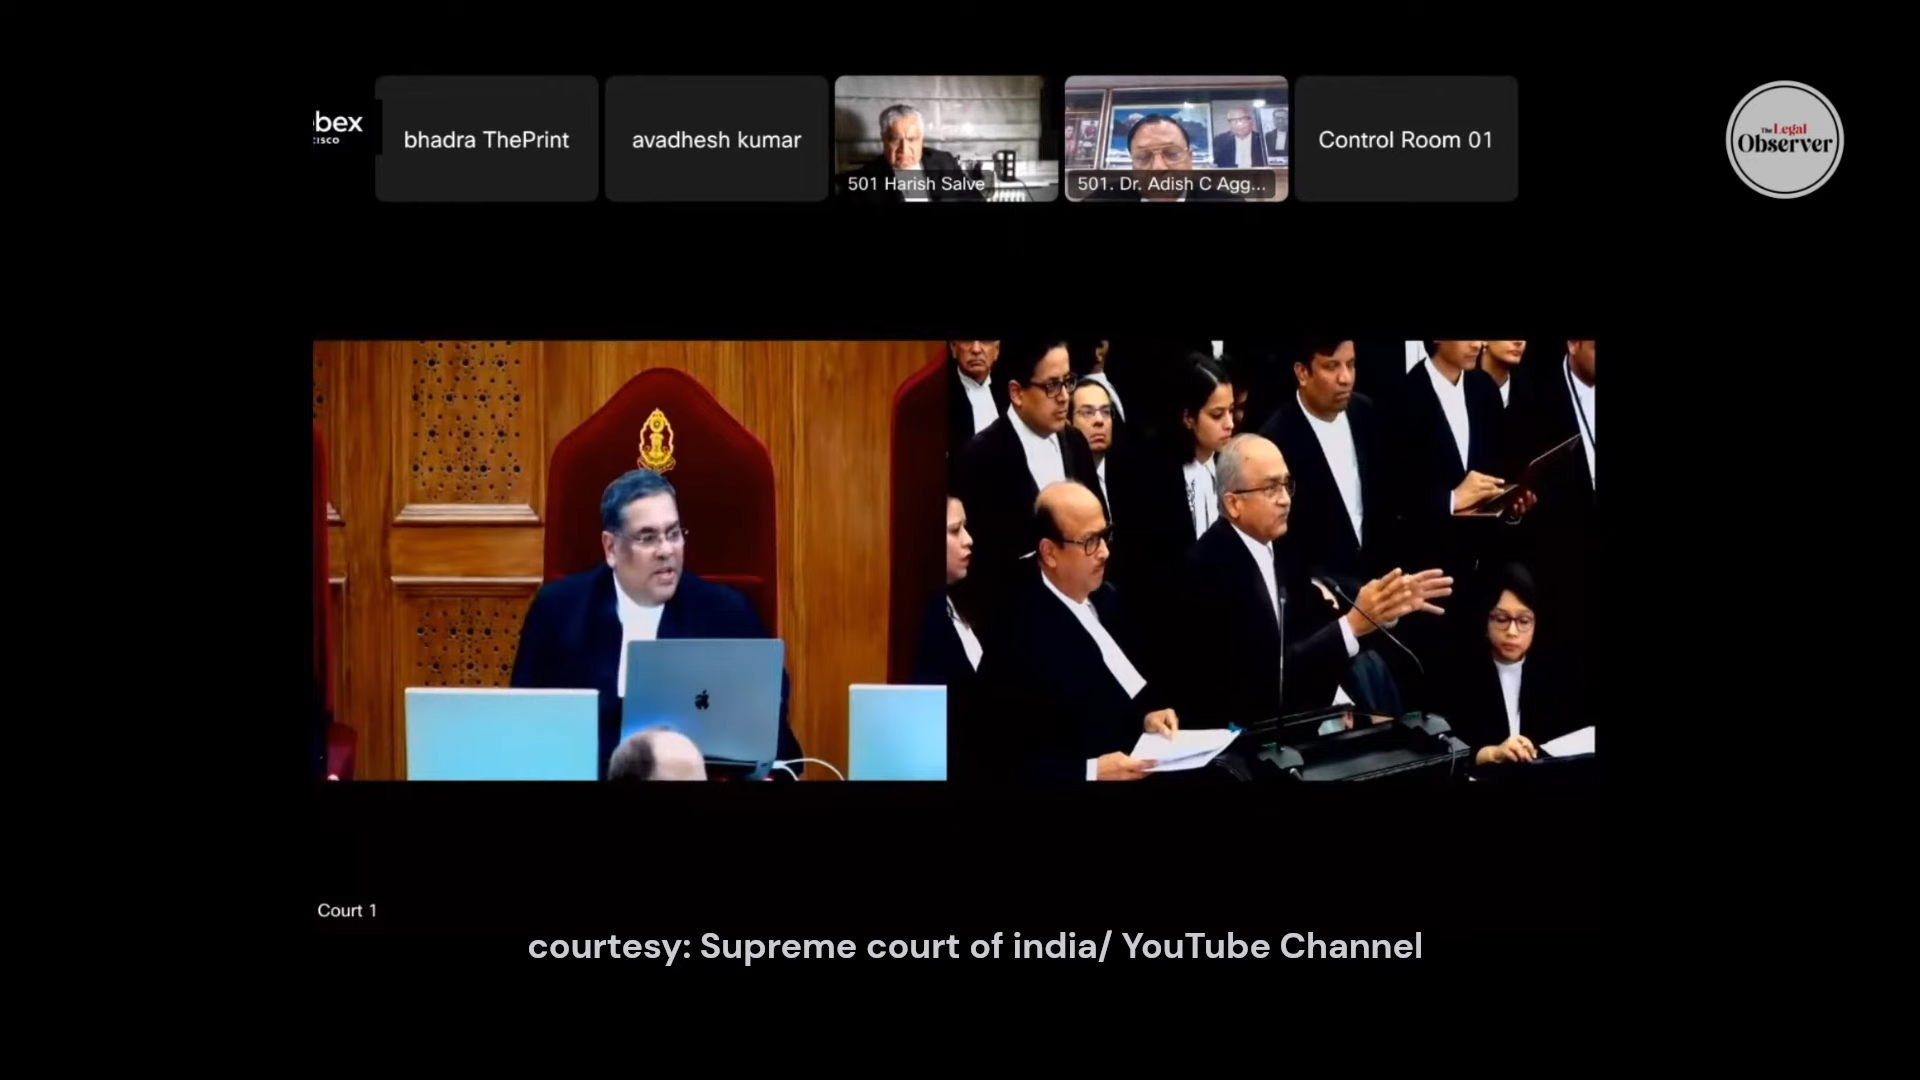 bex
CISCO
bhadra ThePrint
avadhesh kumar
501 Harish Salve
501. Dr. Adish C Agg...
Control Room 01
The Legal
Observer
Court 1
courtesy: Supreme court of india/ YouTube Channel